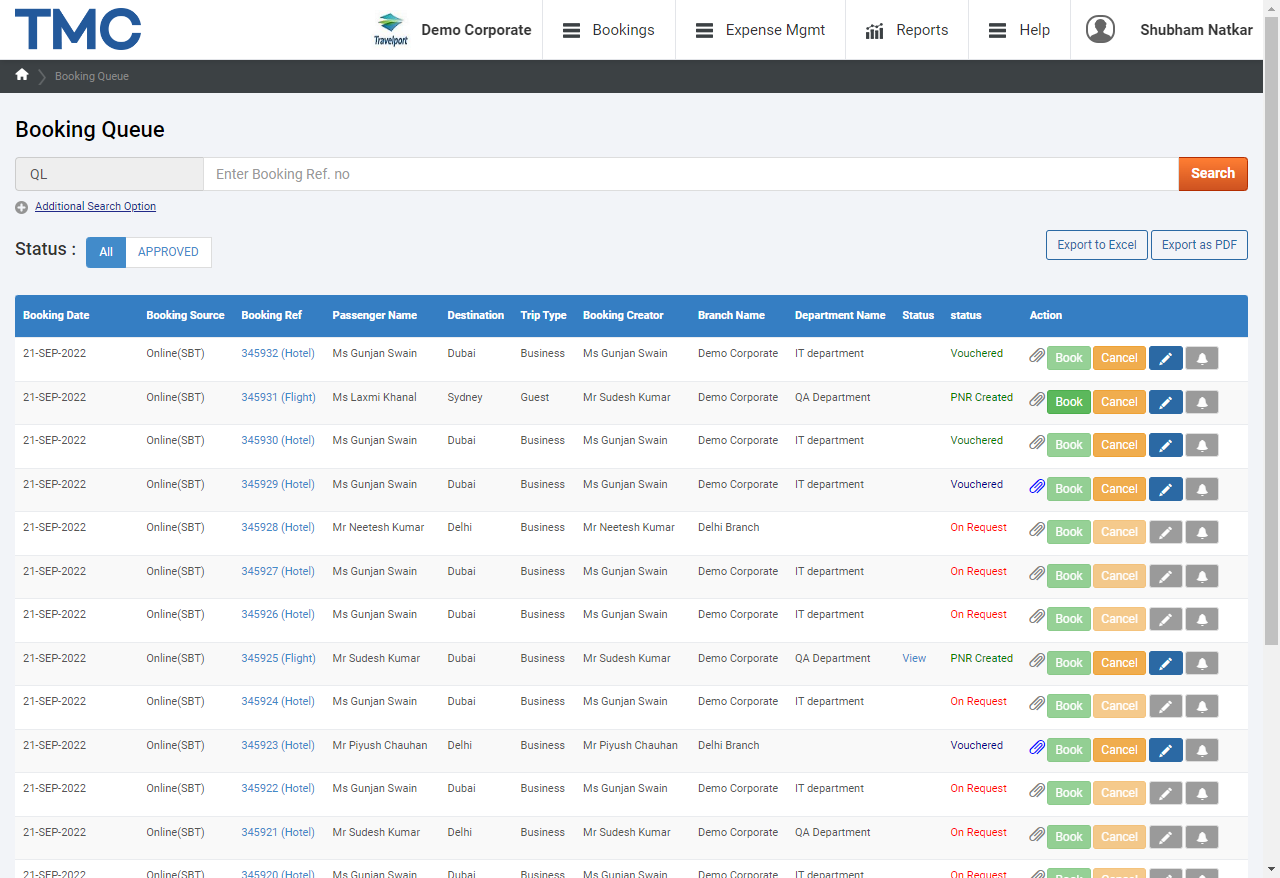 TMC
Travelport Demo Corporate Bookings Expense Mgmt Reports Help Shubham Natkar
Booking Queue
Booking Queue
QL Enter Booking Ref. no Search
Additional Search Option
Status : All APPROVED Export to Excel Export as PDF
Booking Date Booking Source Booking Ref Passenger Name Destination Trip Type Booking Creator Branch Name Department Name Status status Action
21-SEP-2022 Online(SBT) 345932 (Hotel) Ms Gunjan Swain Dubai Business Ms Gunjan Swain Demo Corporate IT department Vouchered Book Cancel
21-SEP-2022 Online(SBT) 345931 (Flight) Ms Laxmi Khanal Sydney Guest Mr Sudesh Kumar Demo Corporate QA Department PNR Created Book Cancel
21-SEP-2022 Online(SBT) 345930 (Hotel) Ms Gunjan Swain Dubai Business Ms Gunjan Swain Demo Corporate IT department Vouchered Book Cancel
21-SEP-2022 Online(SBT) 345929 (Hotel) Ms Gunjan Swain Dubai Business Ms Gunjan Swain Demo Corporate IT department Vouchered Book Cancel
21-SEP-2022 Online(SBT) 345928 (Hotel) Mr Neetesh Kumar Delhi Business Mr Neetesh Kumar Delhi Branch On Request Book Cancel
21-SEP-2022 Online(SBT) 345927 (Hotel) Ms Gunjan Swain Dubai Business Ms Gunjan Swain Demo Corporate IT department On Request Book Cancel
21-SEP-2022 Online(SBT) 345926 (Hotel) Ms Gunjan Swain Dubai Business Ms Gunjan Swain Demo Corporate IT department On Request Book Cancel
21-SEP-2022 Online(SBT) 345925 (Flight) Mr Sudesh Kumar Dubai Business Mr Sudesh Kumar Demo Corporate QA Department View PNR Created Book Cancel
21-SEP-2022 Online(SBT) 345924 (Hotel) Ms Gunjan Swain Dubai Business Ms Gunjan Swain Demo Corporate IT department On Request Book Cancel
21-SEP-2022 Online(SBT) 345923 (Hotel) Mr Piyush Chauhan Delhi Business Mr Piyush Chauhan Delhi Branch Vouchered Book Cancel
21-SEP-2022 Online(SBT) 345922 (Hotel) Ms Gunjan Swain Dubai Business Ms Gunjan Swain Demo Corporate IT department On Request Book Cancel
21-SEP-2022 Online(SBT) 345921 (Hotel) Mr Sudesh Kumar Delhi Business Mr Sudesh Kumar Demo Corporate QA Department On Request Book Cancel
21-SEP-2022 Online(SBT) 345920 (Hotel) Ms Gunjan Swain Dubai Business Ms Gunjan Swain Demo Corporate IT department On Request Book Cancel